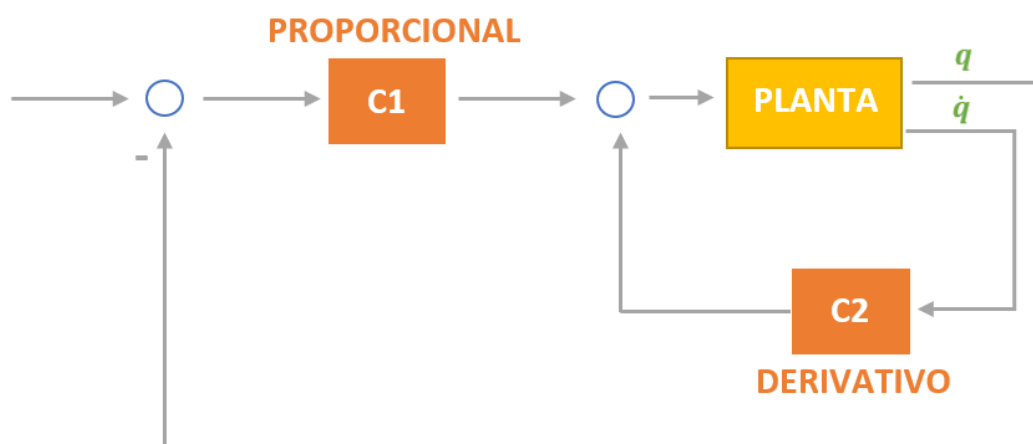 PROPORCIONAL
C1
-
PLANTA
q
q̇
C2
DERIVATIVO